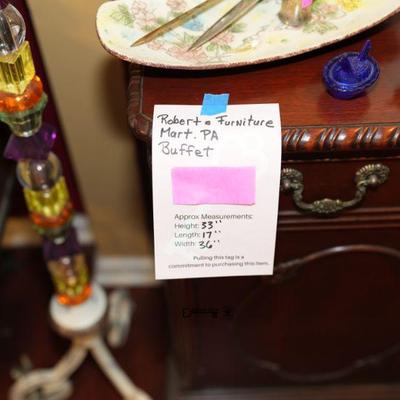 Roberts Furniture
Mart. PA
Buffet
Approx Measurements:
Height: 33"
Length: 17"
Width: 36"
Pulling this tag is a
commitment to purchasing this item.